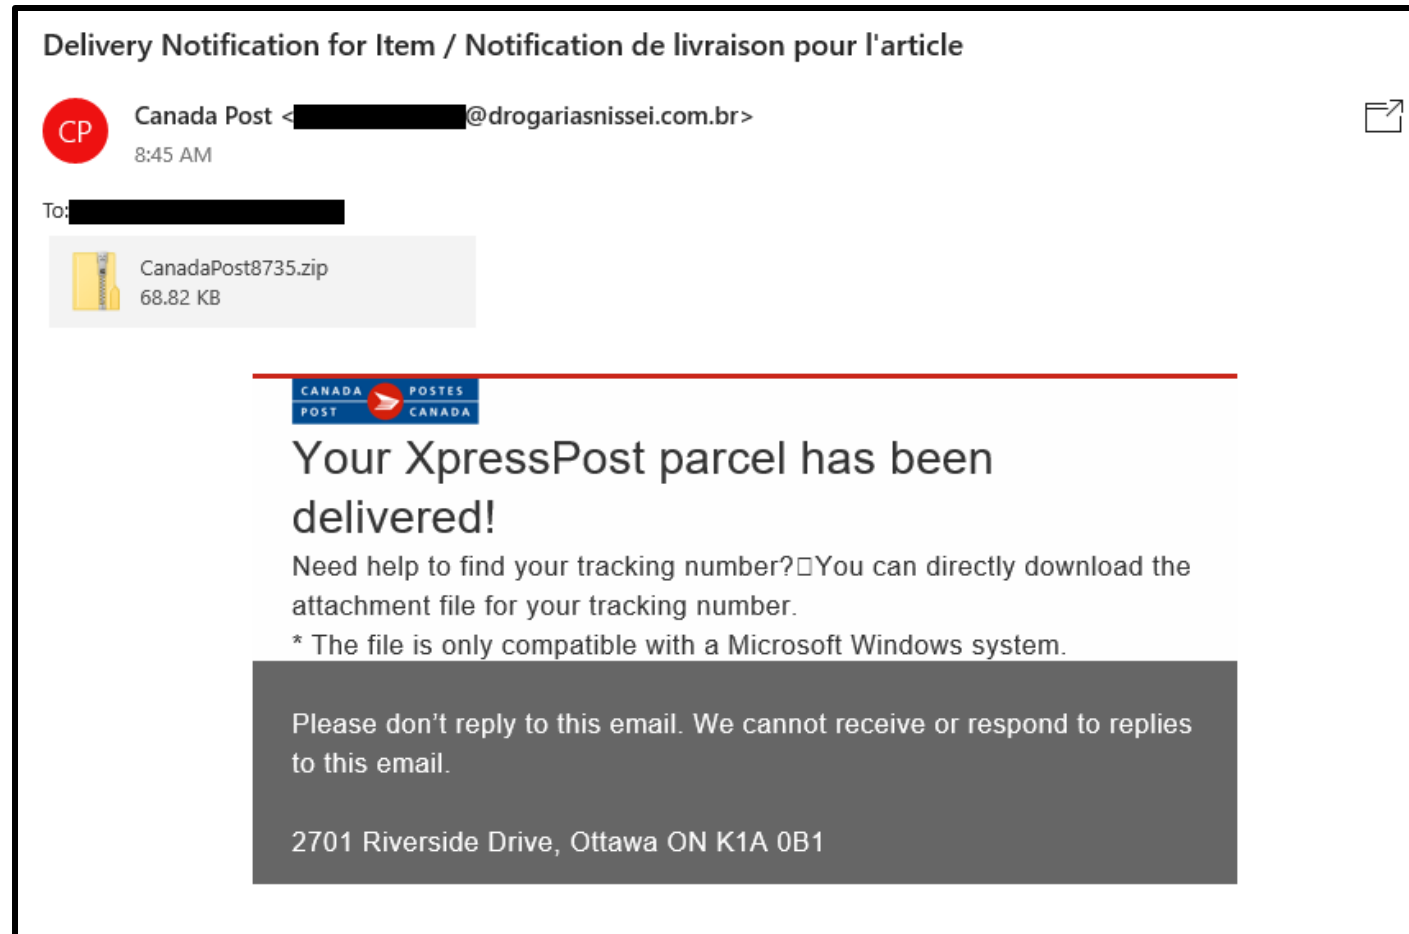 Delivery Notification for Item / Notification de livraison pour l'article
CP
Canada Post <
@drogariasnissei.com.br>
8:45 AM
To:
CanadaPost8735.zip
68.82 KB
CANADA POSTES
POST CANADA
Your XpressPost parcel has been
delivered!
Need help to find your tracking number?□You can directly download the
attachment file for your tracking number.
* The file is only compatible with a Microsoft Windows system.
Please don’t reply to this email. We cannot receive or respond to replies
to this email.
2701 Riverside Drive, Ottawa ON K1A 0B1